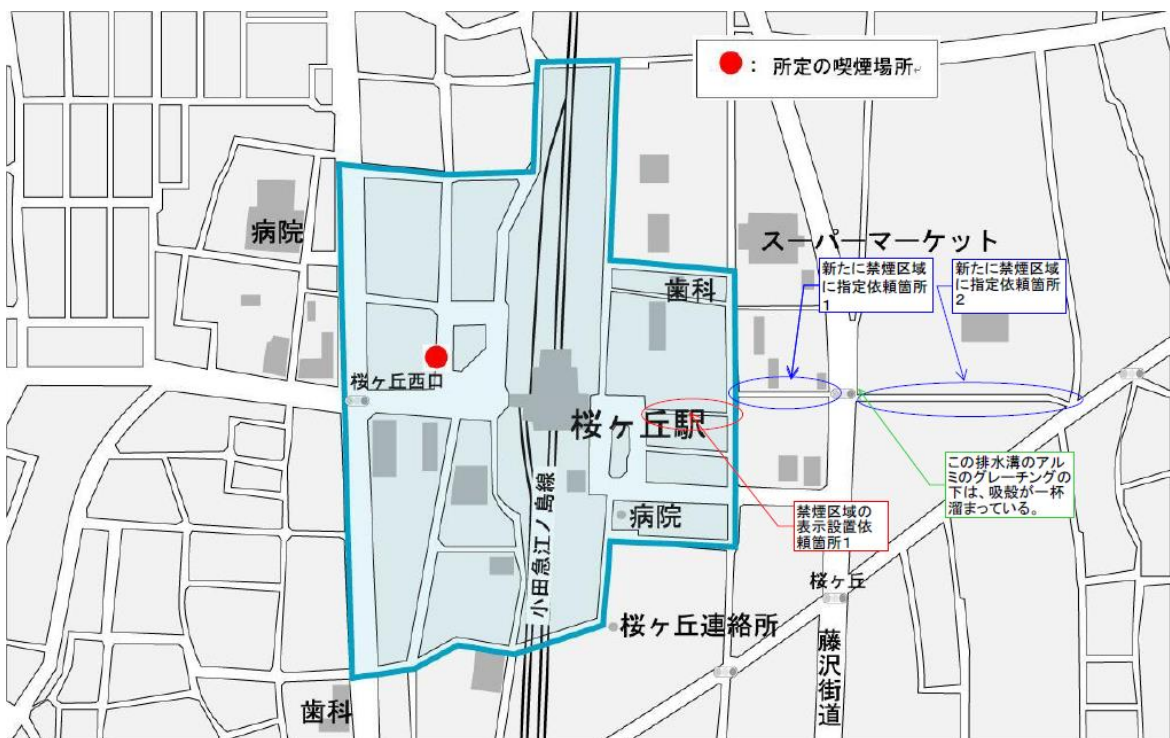 ：所定の喫煙場所
病院
スーパーマーケット
新たに禁煙区域
に指定依頼箇所
1
新たに禁煙区域
に指定依頼箇所
2
歯科
桜ヶ丘西口
桜ヶ丘駅
この排水溝のアル
ミのグレーチングの
下は、吸殻が一杯
溜まっている。
禁煙区域の
表示設置依
頼箇所1
病院
小田急江ノ島線
桜ヶ丘
桜ヶ丘連絡所
藤沢街道
歯科